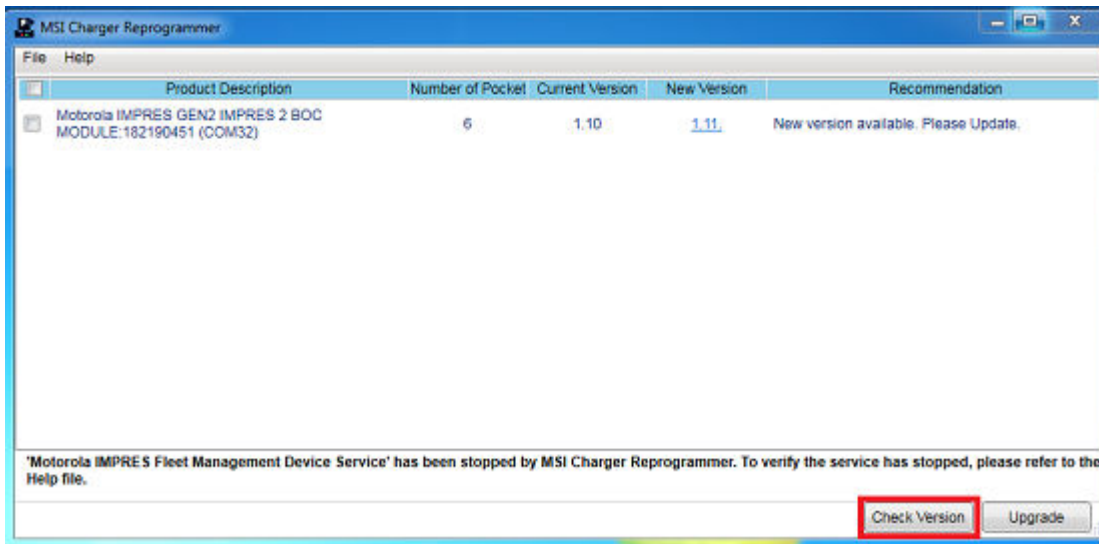 MSI Charger Reprogrammer
File Help
Product Description Number of Pocket Current Version New Version Recommendation
Motorola IMPRES GEN2 IMPRES 2 BOC
MODULE:182190451 (COM32) 6 1.10 1.11. New version available. Please Update.
'Motorola IMPRES Fleet Management Device Service' has been stopped by MSI Charger Reprogrammer. To verify the service has stopped, please refer to the
Help file.
Check Version Upgrade